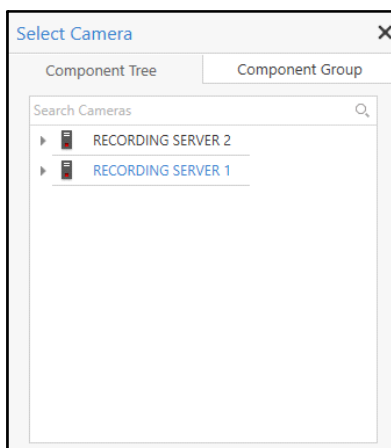 Select Camera
Component Tree
Component Group
Search Cameras
RECORDING SERVER 2
RECORDING SERVER 1